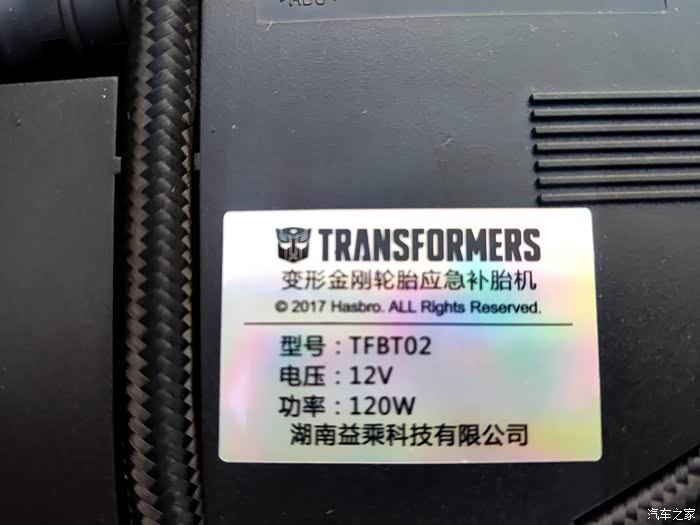 TRANSFORMERS
变形金刚轮胎应急补胎机
© 2017 Hasbro. ALL Rights Reserved.
型号：TFBT02
电压：12V
功率：120W
湖南益乘科技有限公司
汽车之家